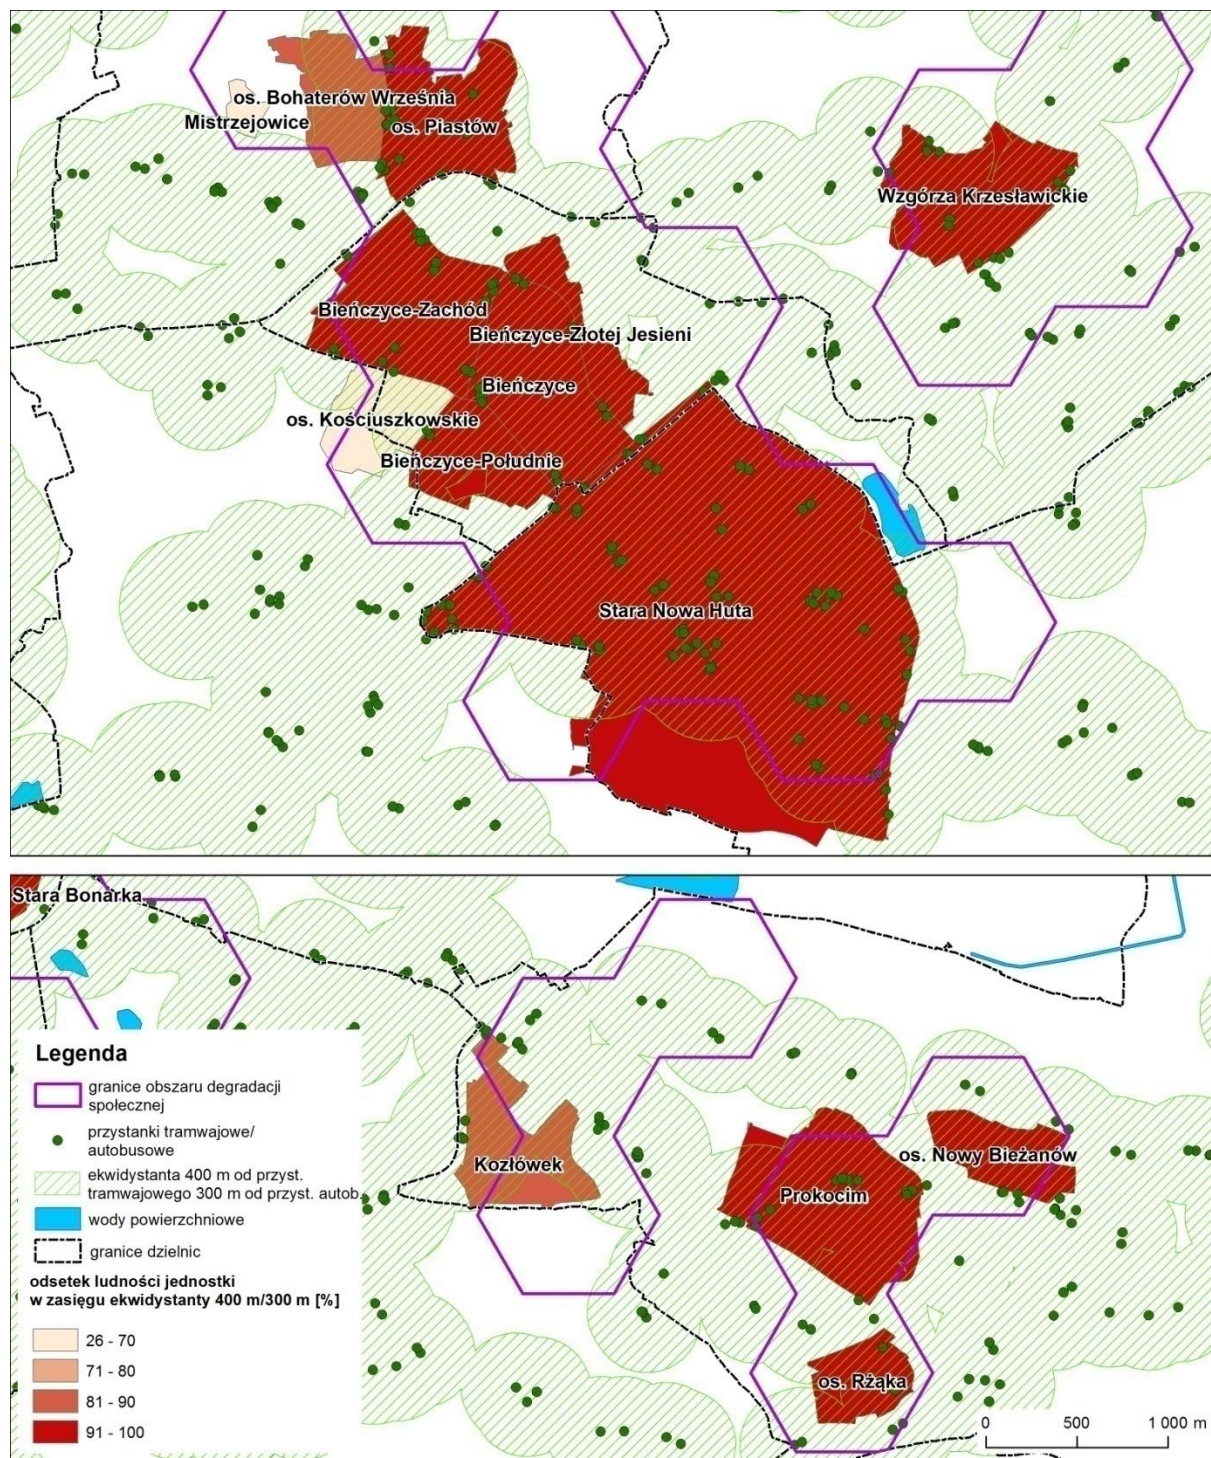 os. Bohaterów Września
Mistrzejowice
os. Piastów
Wzgórza Krzesławickie
Bieńczyce-Zachód
Bieńczyce-Złotej Jesieni
Bieńczyce
os. Kościuszkowskie
Bieńczyce-Południe
Stara Nowa Huta
Stara Bonarka
Legenda
granice obszaru degradacji
społecznej
przystanki tramwajowe/
autobusowe
ekwidystanta 400 m od przyst.
tramwajowego 300 m od przyst. autob.
wody powierzchniowe
granice dzielnic
odsetek ludności jednostki
w zasięgu ekwidystanty 400 m/300 m [%]
26 - 70
71 - 80
81 - 90
91 - 100
Kozłówek
os. Nowy Bieżanów
Prokocim
os. Rżąka
0 500 1 000 m